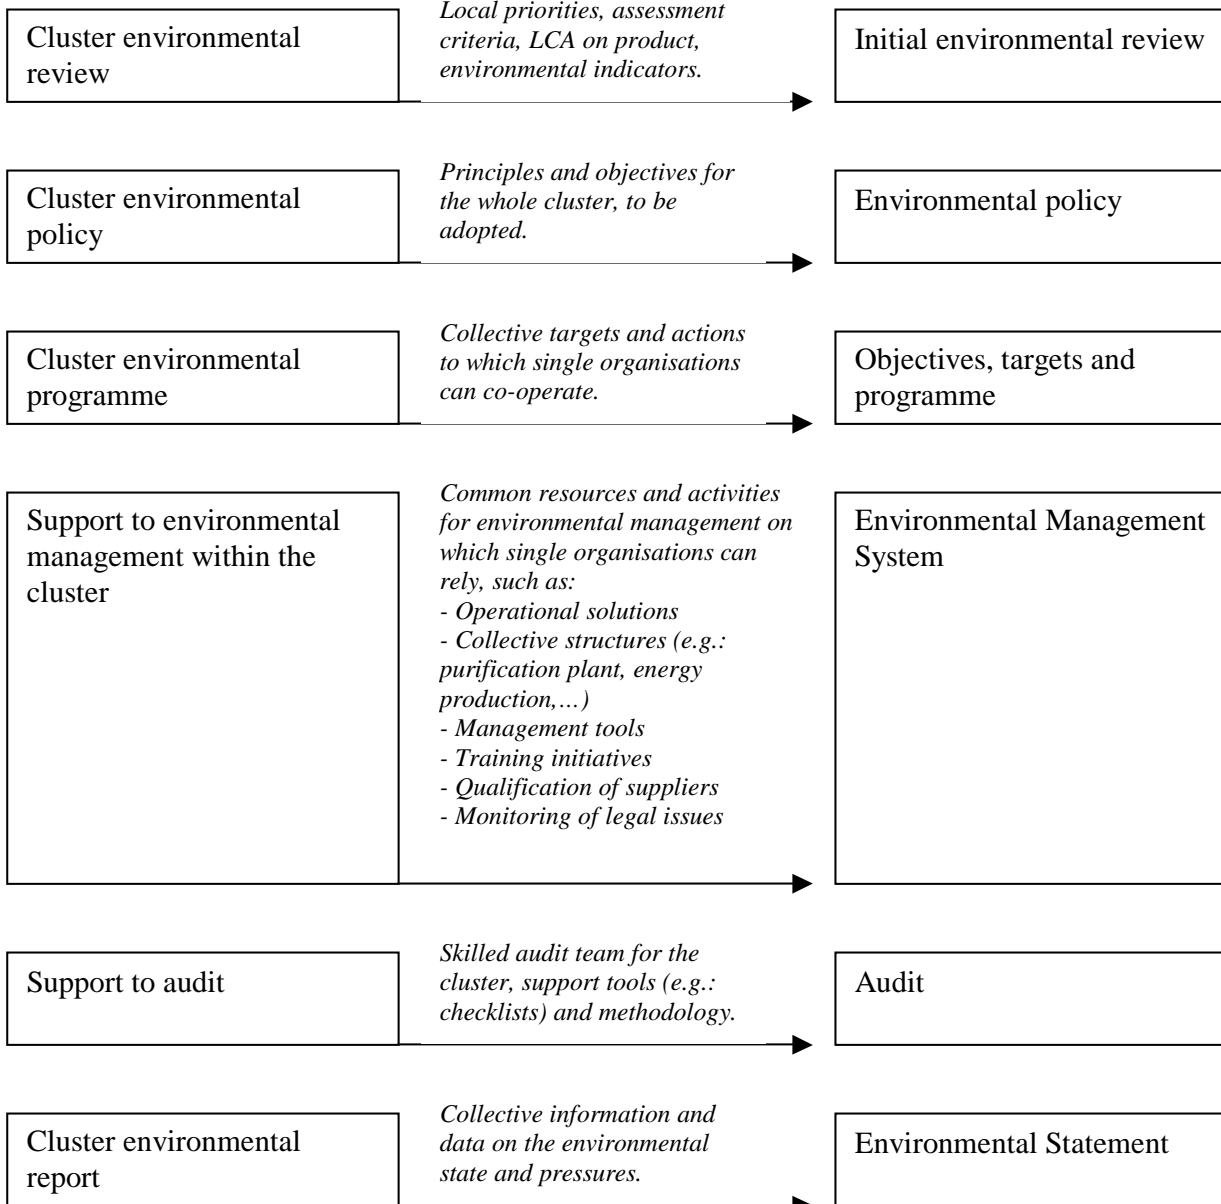 Cluster environmental
review
Local priorities, assessment
criteria, LCA on product,
environmental indicators.
Initial environmental review
Cluster environmental
policy
Principles and objectives for
the whole cluster, to be
adopted.
Environmental policy
Cluster environmental
programme
Collective targets and actions
to which single organisations
can co-operate.
Objectives, targets and
programme
Support to environmental
management within the
cluster
Common resources and activities
for environmental management on
which single organisations can
rely, such as:
- Operational solutions
- Collective structures (e.g.:
purification plant, energy
production,…)
- Management tools
- Training initiatives
- Qualification of suppliers
- Monitoring of legal issues
Environmental Management
System
Support to audit
Skilled audit team for the
cluster, support tools (e.g.:
checklists) and methodology.
Audit
Cluster environmental
report
Collective information and
data on the environmental
state and pressures.
Environmental Statement